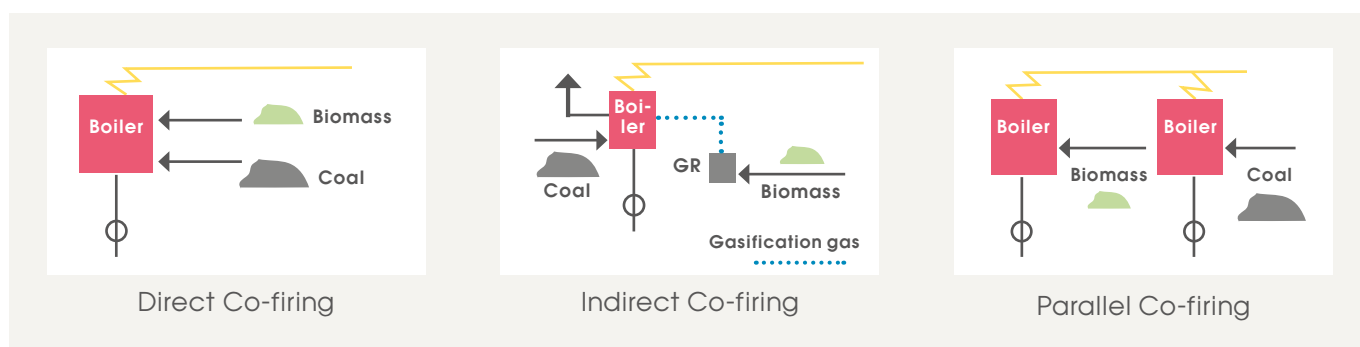 Boiler
Biomass
Coal
Direct Co-firing
Boi-
ler
Coal
GR
Biomass
Gasification gas
Indirect Co-firing
Boiler
Biomass
Boiler
Coal
Parallel Co-firing